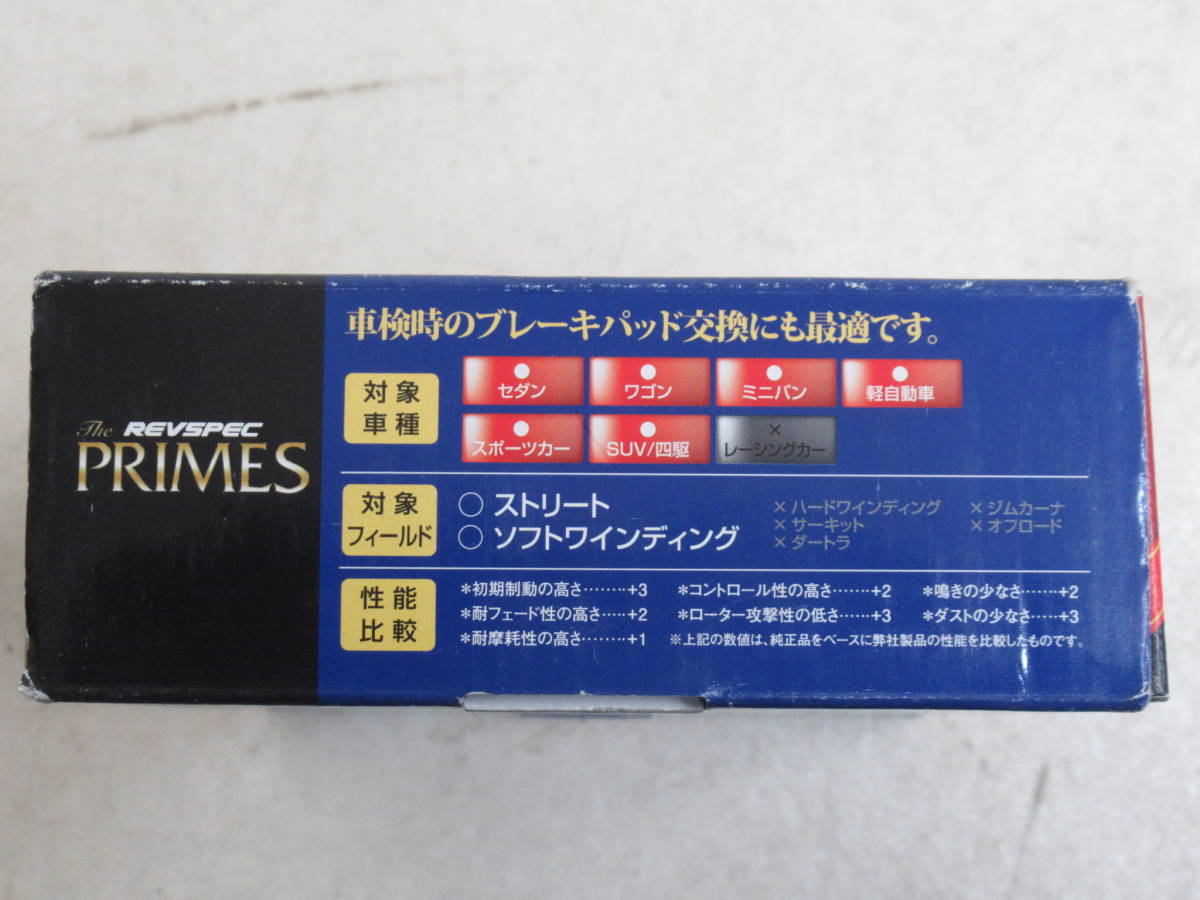 The REVSPEC
PRIMES
車検時のブレーキパッド交換にも最適です。
対象
車種
● セダン
● ワゴン
● ミニバン
● 軽自動車
● スポーツカー
● SUV/四駆
× レーシングカー
対象
フィールド
○ ストリート
○ ソフトワインディング
×ハードワインディング ×ジムカーナ
×サーキット ×オフロード
×ダートラ
性能
比較
*初期制動の高さ………+3 *コントロール性の高さ……+2 *鳴きの少なさ……+2
*耐フェード性の高さ……+2 *ローター攻撃性の低さ……+3 *ダストの少なさ……+3
*耐摩耗性の高さ………+1 ※上記の数値は、純正品をベースに弊社製品の性能を比較したものです。